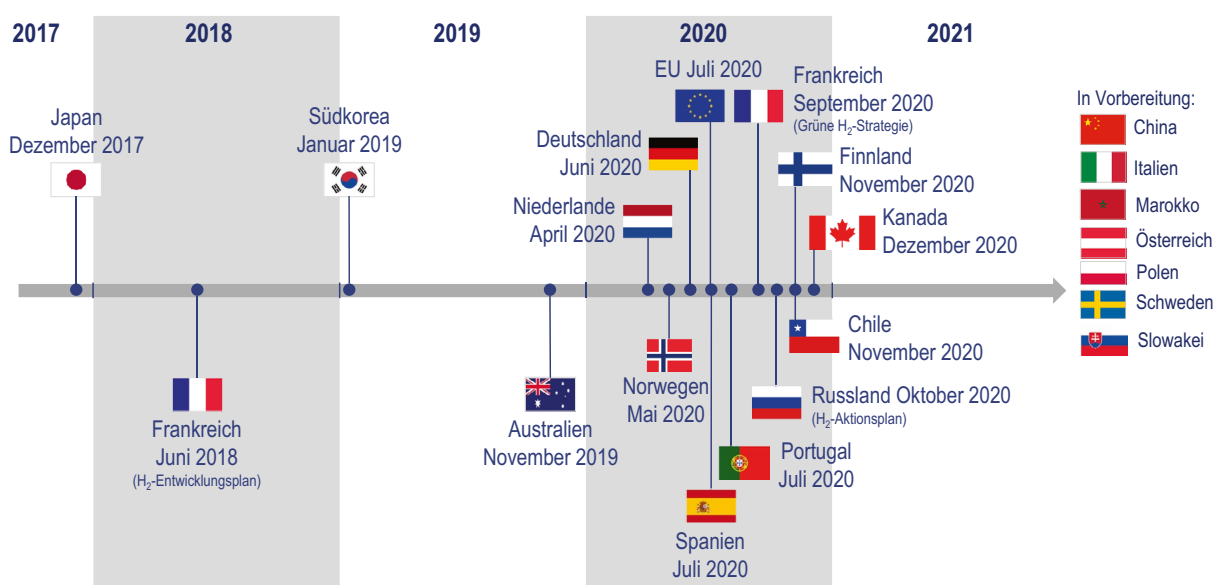 2017
2018
2019
2020
2021
Japan
Dezember 2017
Südkorea
Januar 2019
EU Juli 2020
Frankreich
September 2020
(Grüne H₂-Strategie)
Deutschland
Juni 2020
Finnland
November 2020
Niederlande
April 2020
Kanada
Dezember 2020
In Vorbereitung:
China
Italien
Marokko
Österreich
Polen
Schweden
Slowakei
Frankreich
Juni 2018
(H₂-Entwicklungsplan)
Australien
November 2019
Norwegen
Mai 2020
Chile
November 2020
Russland Oktober 2020
(H₂-Aktionsplan)
Portugal
Juli 2020
Spanien
Juli 2020